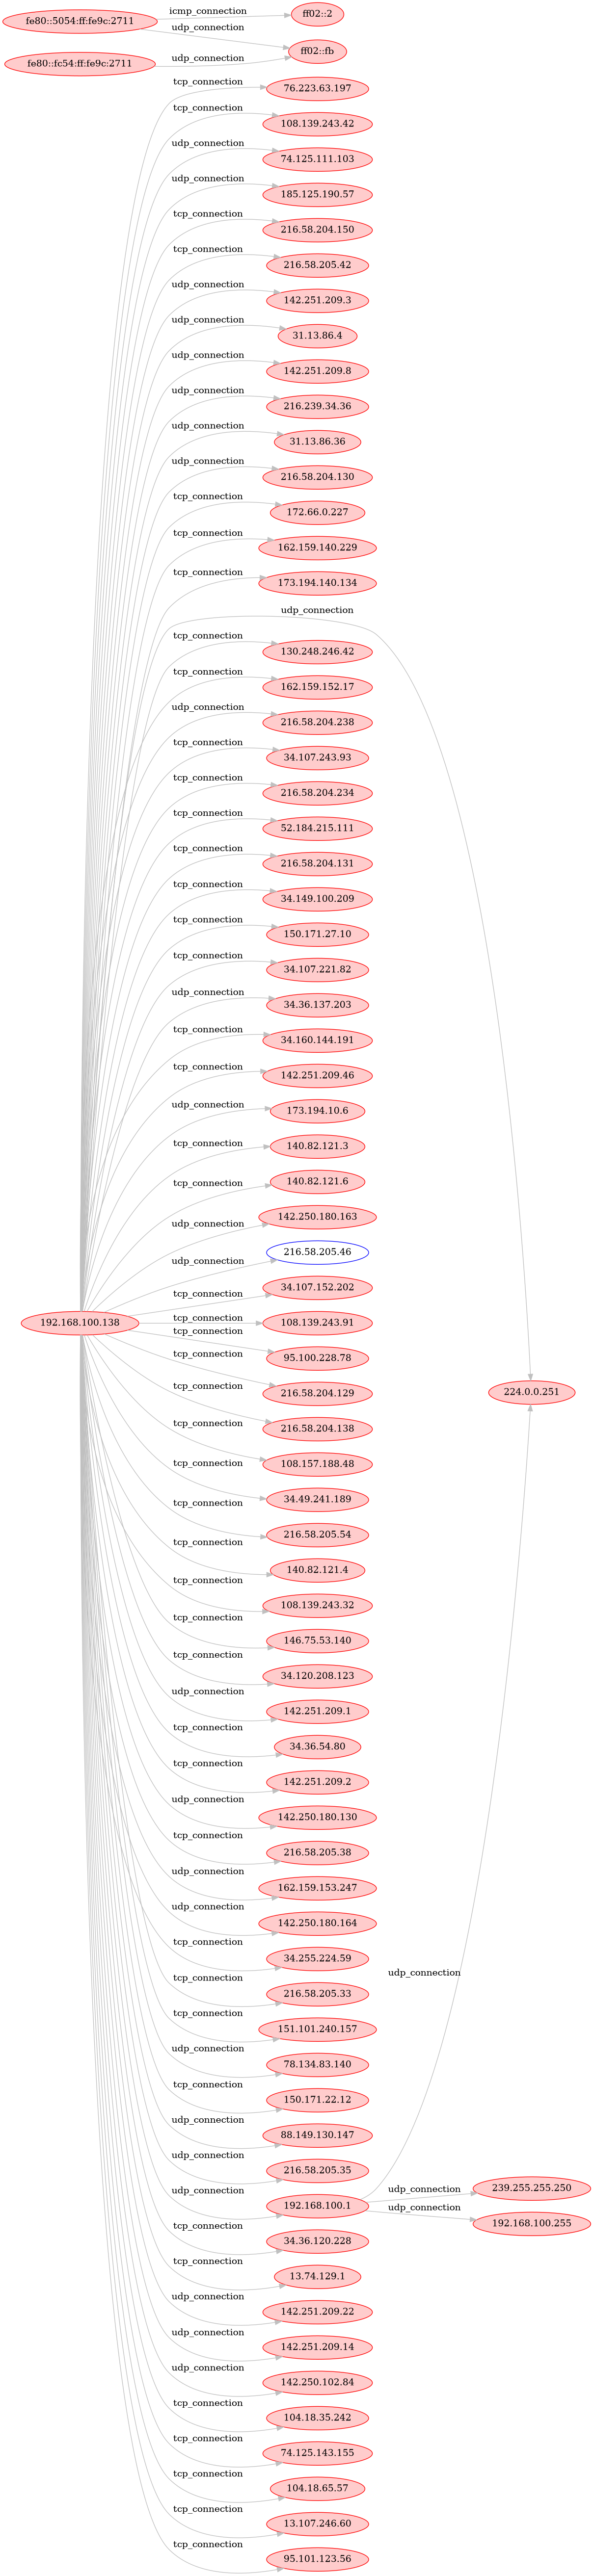 icmp_connection
fe80::5054:ff:fe9c:2711
ff02::2
udp_connection
ff02::fb
udp_connection
fe80::fc54:ff:fe9c:2711
tcp_connection
76.223.63.197
tcp_connection
108.139.243.42
udp_connection
74.125.111.103
udp_connection
185.125.190.57
tcp_connection
216.58.204.150
tcp_connection
216.58.205.42
udp_connection
142.251.209.3
udp_connection
31.13.86.4
udp_connection
142.251.209.8
udp_connection
216.239.34.36
udp_connection
31.13.86.36
udp_connection
216.58.204.130
tcp_connection
172.66.0.227
tcp_connection
162.159.140.229
tcp_connection
173.194.140.134
udp_connection
tcp_connection
130.248.246.42
tcp_connection
162.159.152.17
udp_connection
216.58.204.238
tcp_connection
34.107.243.93
tcp_connection
216.58.204.234
tcp_connection
52.184.215.111
tcp_connection
216.58.204.131
tcp_connection
34.149.100.209
tcp_connection
150.171.27.10
tcp_connection
34.107.221.82
udp_connection
34.36.137.203
tcp_connection
34.160.144.191
tcp_connection
142.251.209.46
udp_connection
173.194.10.6
tcp_connection
140.82.121.3
tcp_connection
140.82.121.6
udp_connection
142.250.180.163
udp_connection
216.58.205.46
tcp_connection
34.107.152.202
192.168.100.138
tcp_connection
108.139.243.91
tcp_connection
95.100.228.78
tcp_connection
216.58.204.129
224.0.0.251
tcp_connection
216.58.204.138
tcp_connection
108.157.188.48
tcp_connection
34.49.241.189
tcp_connection
216.58.205.54
tcp_connection
140.82.121.4
tcp_connection
108.139.243.32
tcp_connection
146.75.53.140
tcp_connection
34.120.208.123
udp_connection
142.251.209.1
tcp_connection
34.36.54.80
tcp_connection
142.251.209.2
udp_connection
142.250.180.130
tcp_connection
216.58.205.38
udp_connection
162.159.153.247
udp_connection
142.250.180.164
tcp_connection
34.255.224.59
udp_connection
tcp_connection
216.58.205.33
tcp_connection
151.101.240.157
udp_connection
78.134.83.140
tcp_connection
150.171.22.12
udp_connection
88.149.130.147
udp_connection
216.58.205.35
udp_connection
192.168.100.1
udp_connection
239.255.255.250
udp_connection
192.168.100.255
tcp_connection
34.36.120.228
tcp_connection
13.74.129.1
udp_connection
142.251.209.22
udp_connection
142.251.209.14
udp_connection
142.250.102.84
tcp_connection
104.18.35.242
tcp_connection
74.125.143.155
tcp_connection
104.18.65.57
tcp_connection
13.107.246.60
tcp_connection
95.101.123.56